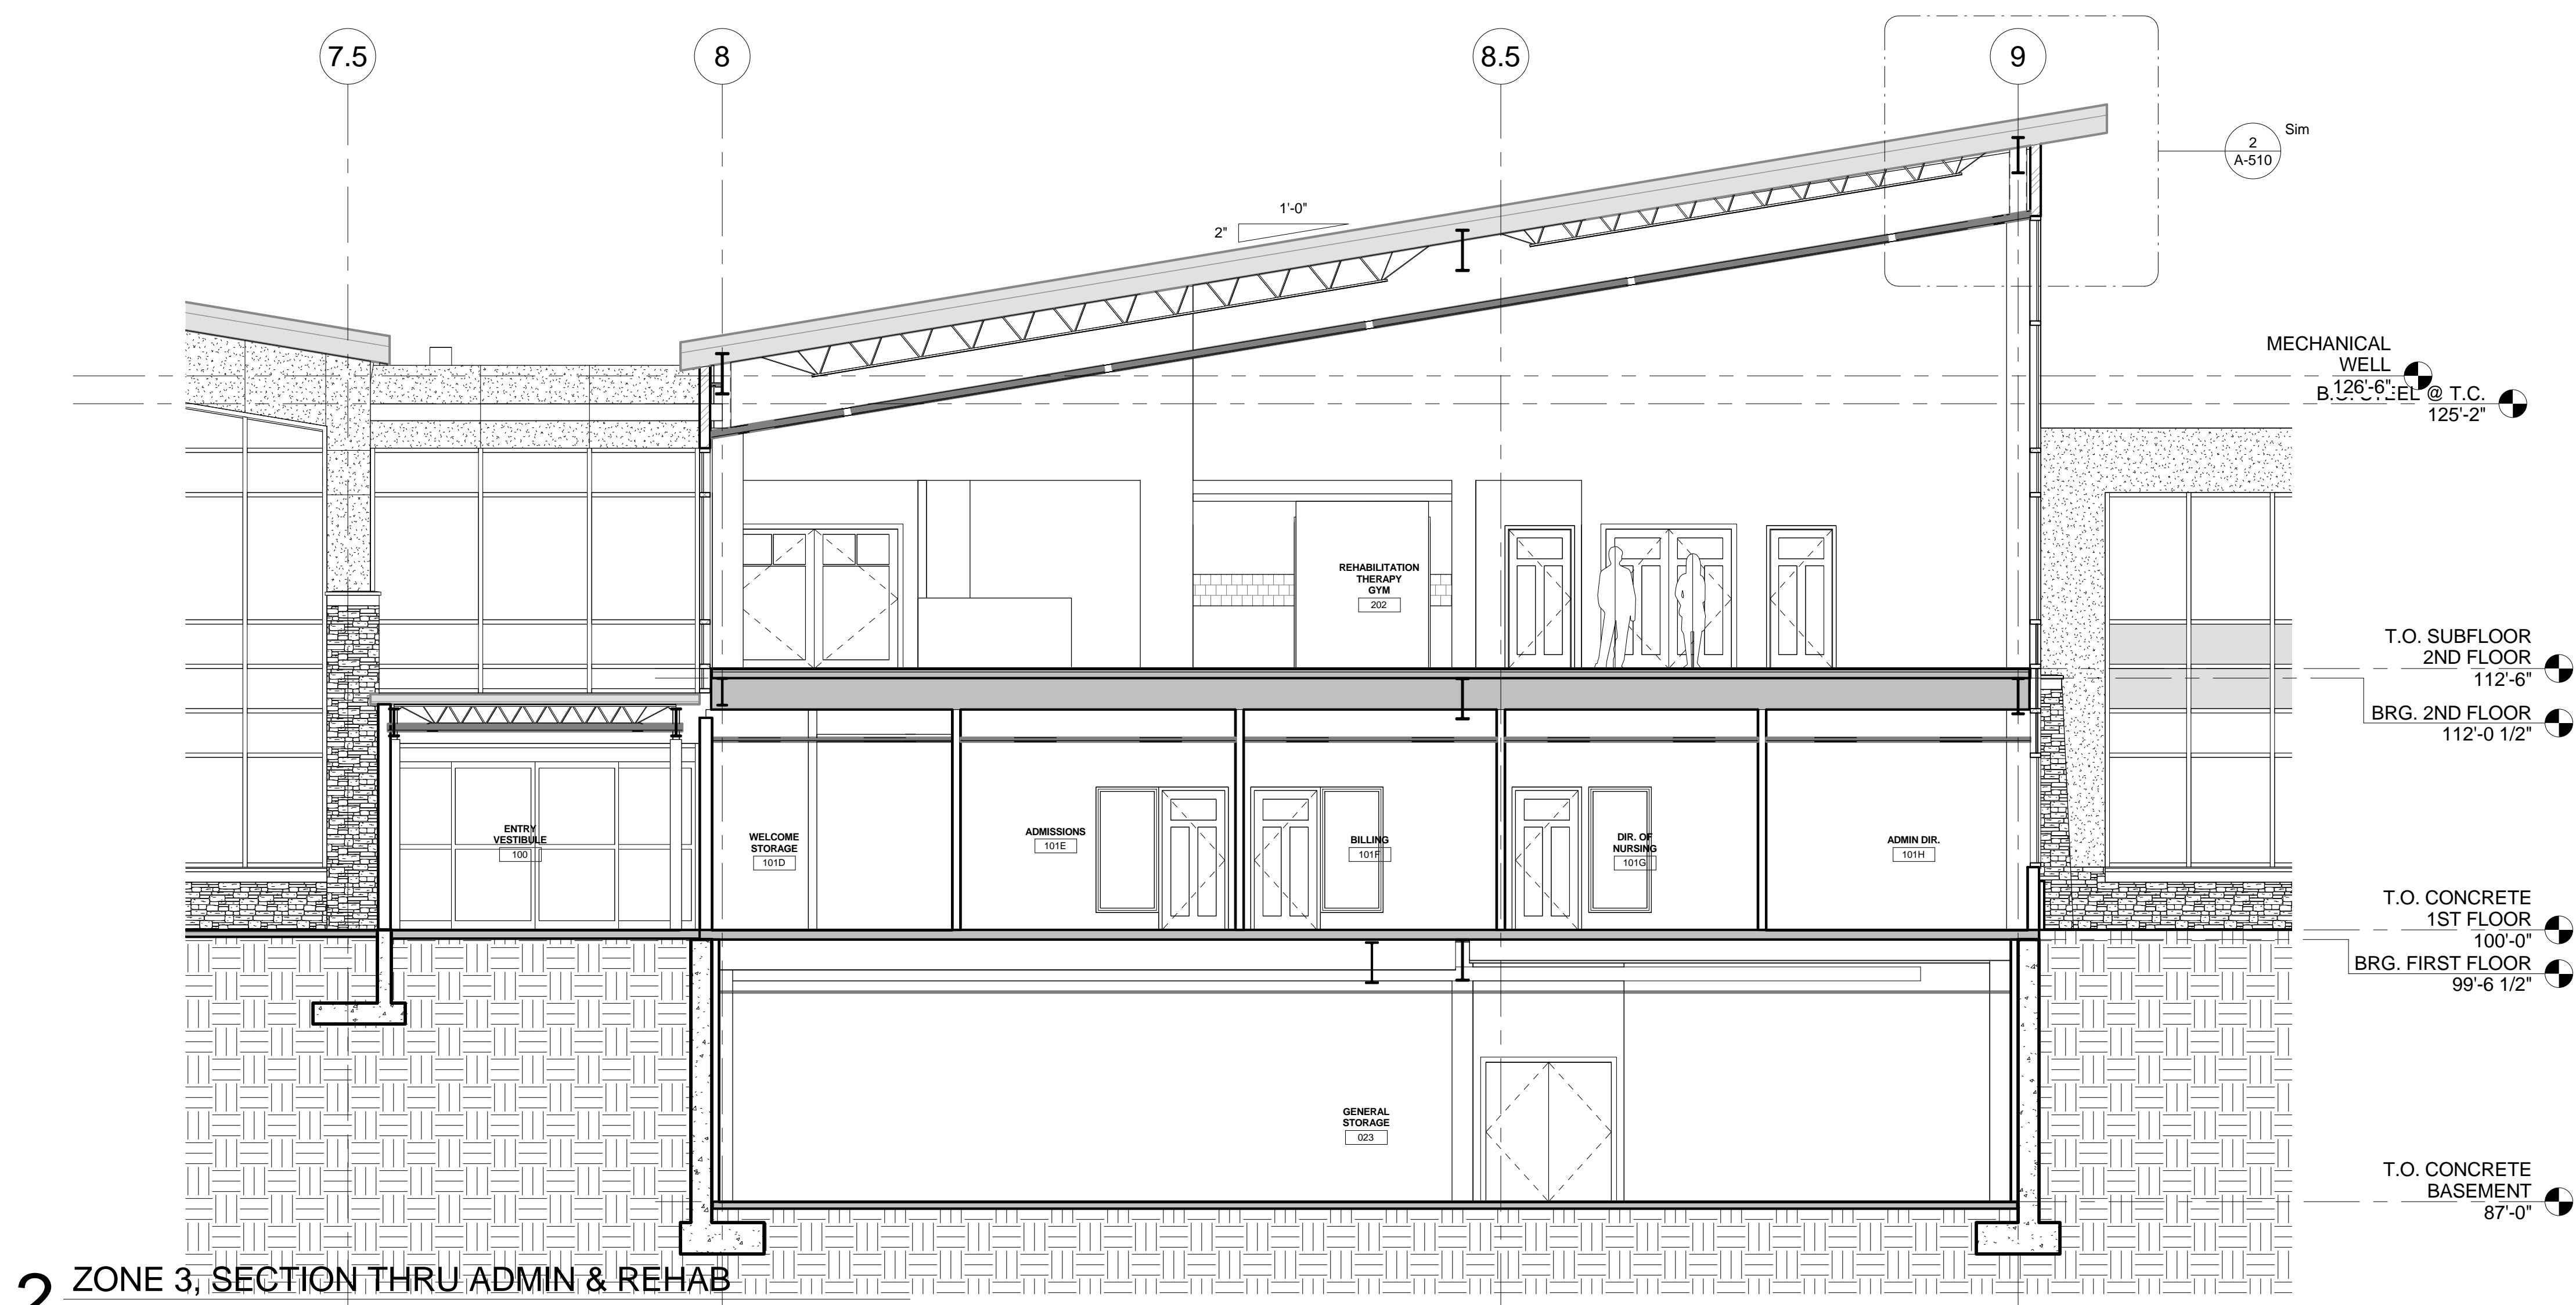 7.5
8
8.5
9
2
A-510
Sim
1'-0"
2"
MECHANICAL
WELL
126'-6"
@ T.C.
125'-2"
REHABILITATION
THERAPY
GYM
202
T.O. SUBFLOOR
2ND FLOOR
112'-6"
BRG. 2ND FLOOR
112'-0 1/2"
ENTRY
VESTIBULE
100
WELCOME
STORAGE
101D
ADMISSIONS
101E
BILLING
101F
DIR. OF
NURSING
101G
ADMIN DIR.
101H
T.O. CONCRETE
1ST FLOOR
100'-0"
BRG. FIRST FLOOR
99'-6 1/2"
GENERAL
STORAGE
023
T.O. CONCRETE
BASEMENT
87'-0"
2 ZONE 3, SECTION THRU ADMIN & REHAB